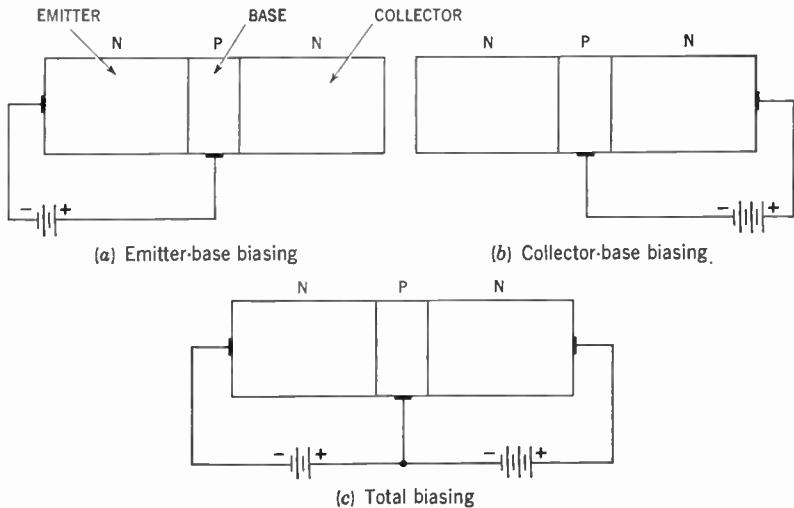 EMITTER BASE COLLECTOR
N P N
N P N
- +
- +
(a) Emitter-base biasing
(b) Collector-base biasing.
N P N
- + - +
(c) Total biasing